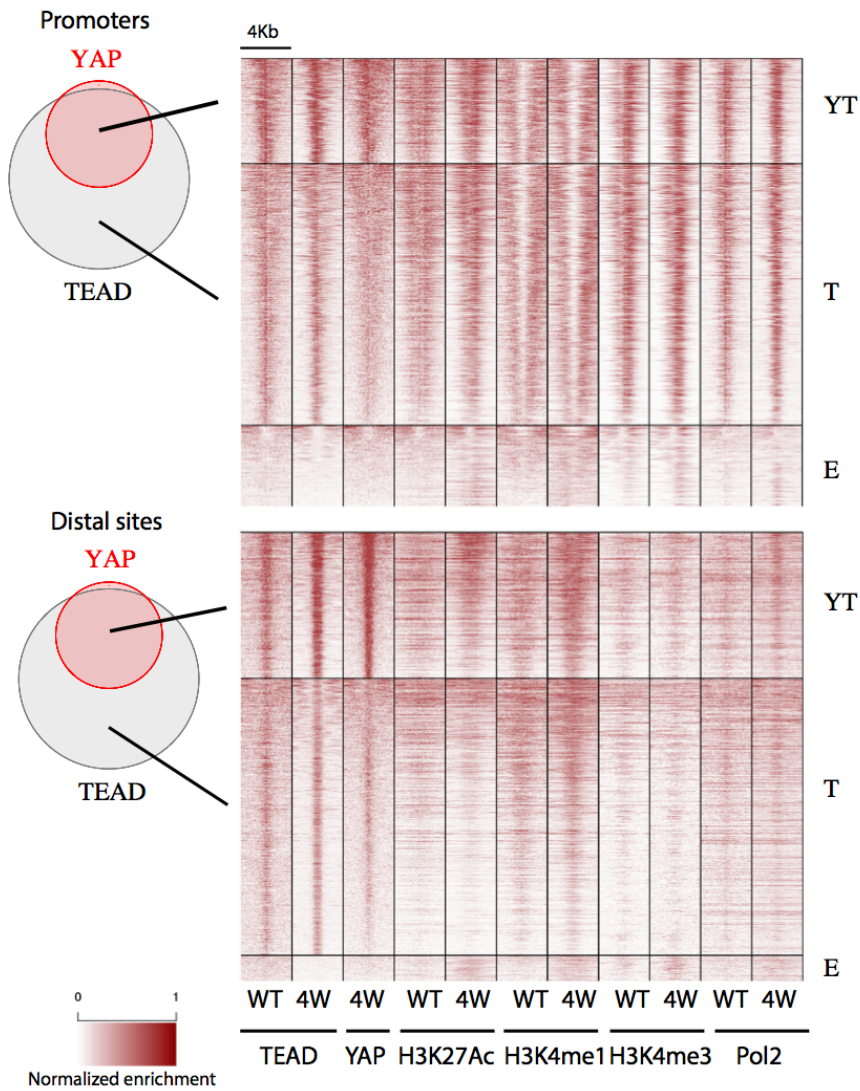 Promoters
4Kb
YAP
YT
T
TEAD
E
Distal sites
YAP
YT
TEAD
T
E
WT 4W 4W WT 4W WT 4W WT 4W WT 4W
TEAD YAP H3K27Ac H3K4me1 H3K4me3 Pol2
0 1
Normalized enrichment